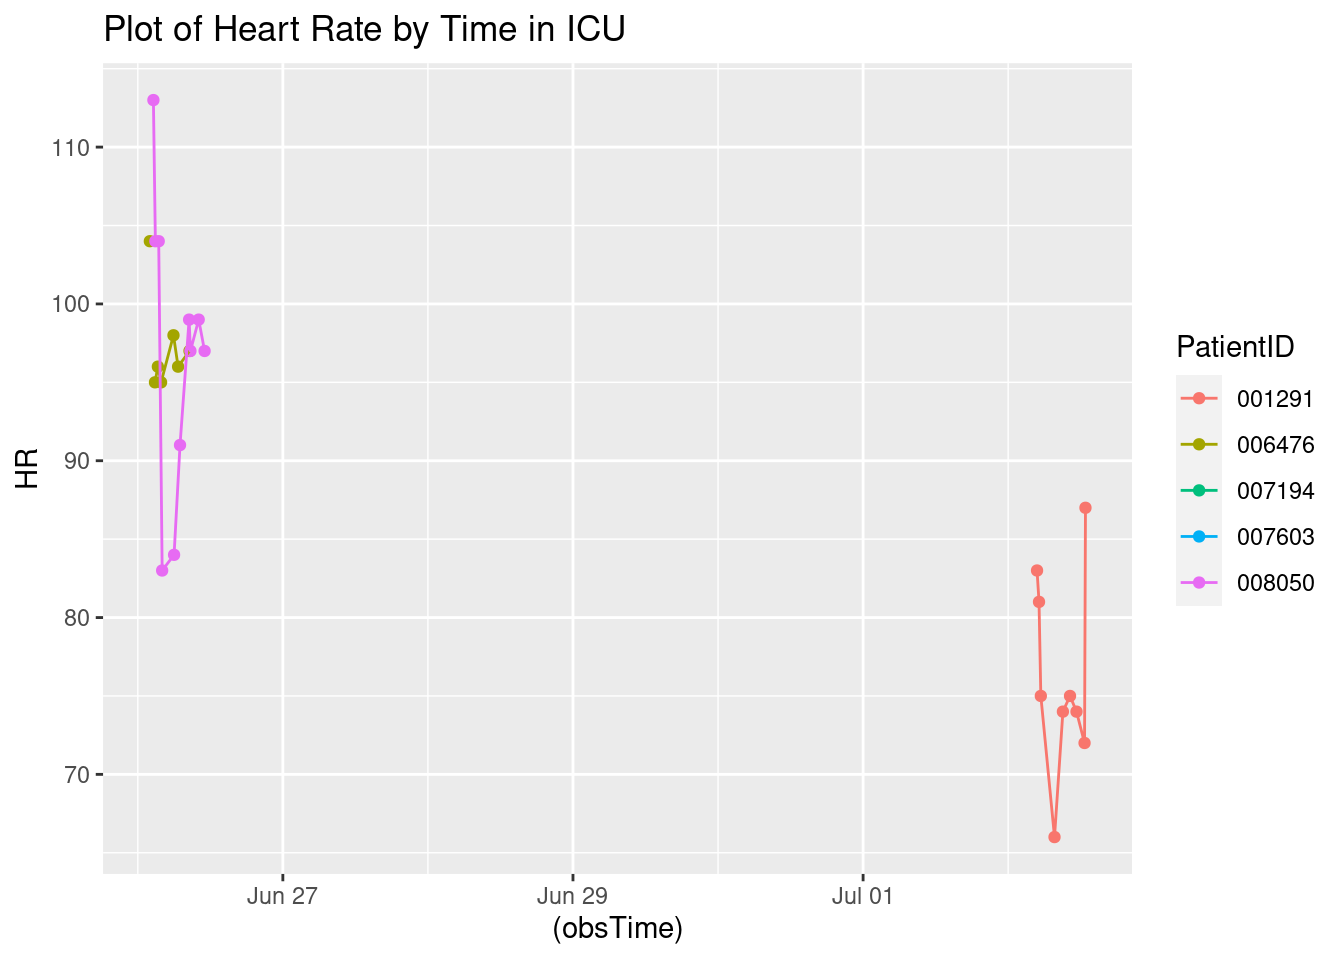 Plot of Heart Rate by Time in ICU
110
100
90
80
70
HR
Jun 27
Jun 29
Jul 01
(obsTime)
PatientID
001291
006476
007194
007603
008050